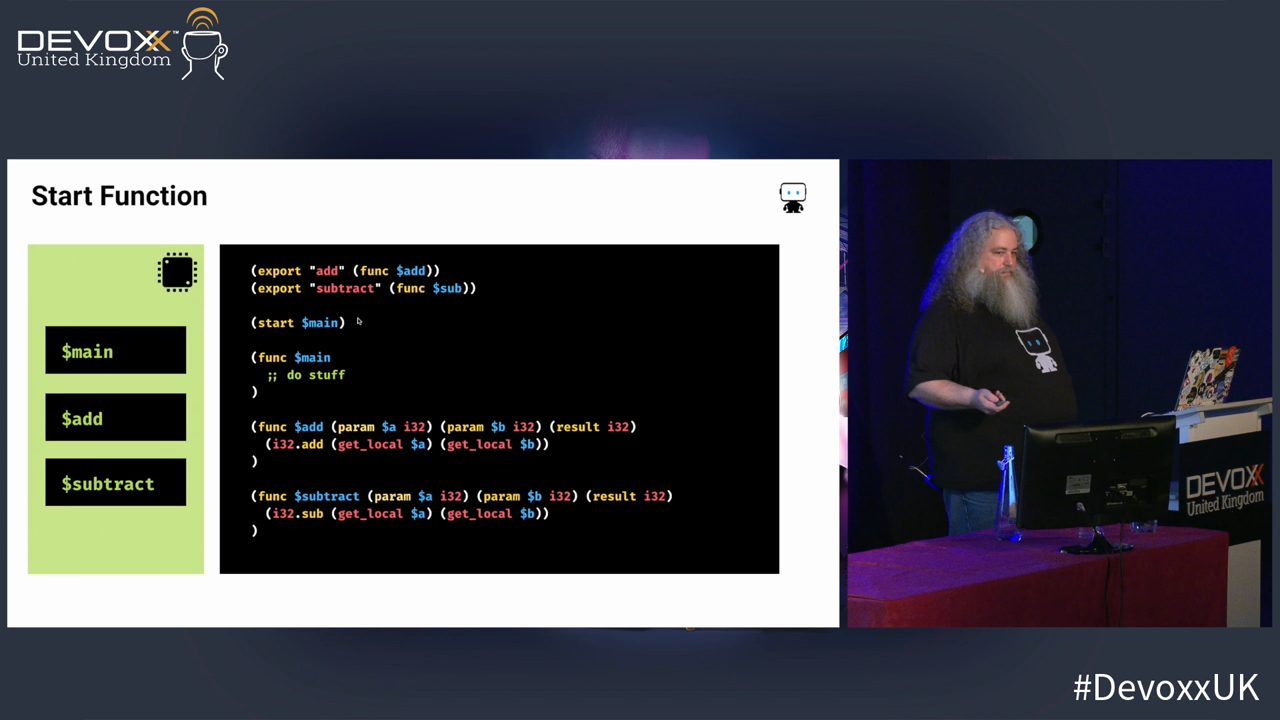 DEVOXX™
United Kingdom
Start Function
$main
$add
$subtract
(export "add" (func $add))
(export "subtract" (func $sub))
(start $main)
(func $main
;; do stuff
)
(func $add (param $a i32) (param $b i32) (result i32)
(i32.add (get_local $a) (get_local $b))
)
(func $subtract (param $a i32) (param $b i32) (result i32)
(i32.sub (get_local $a) (get_local $b))
)
DEVOXX
United Kingdom
#DevoxxUK